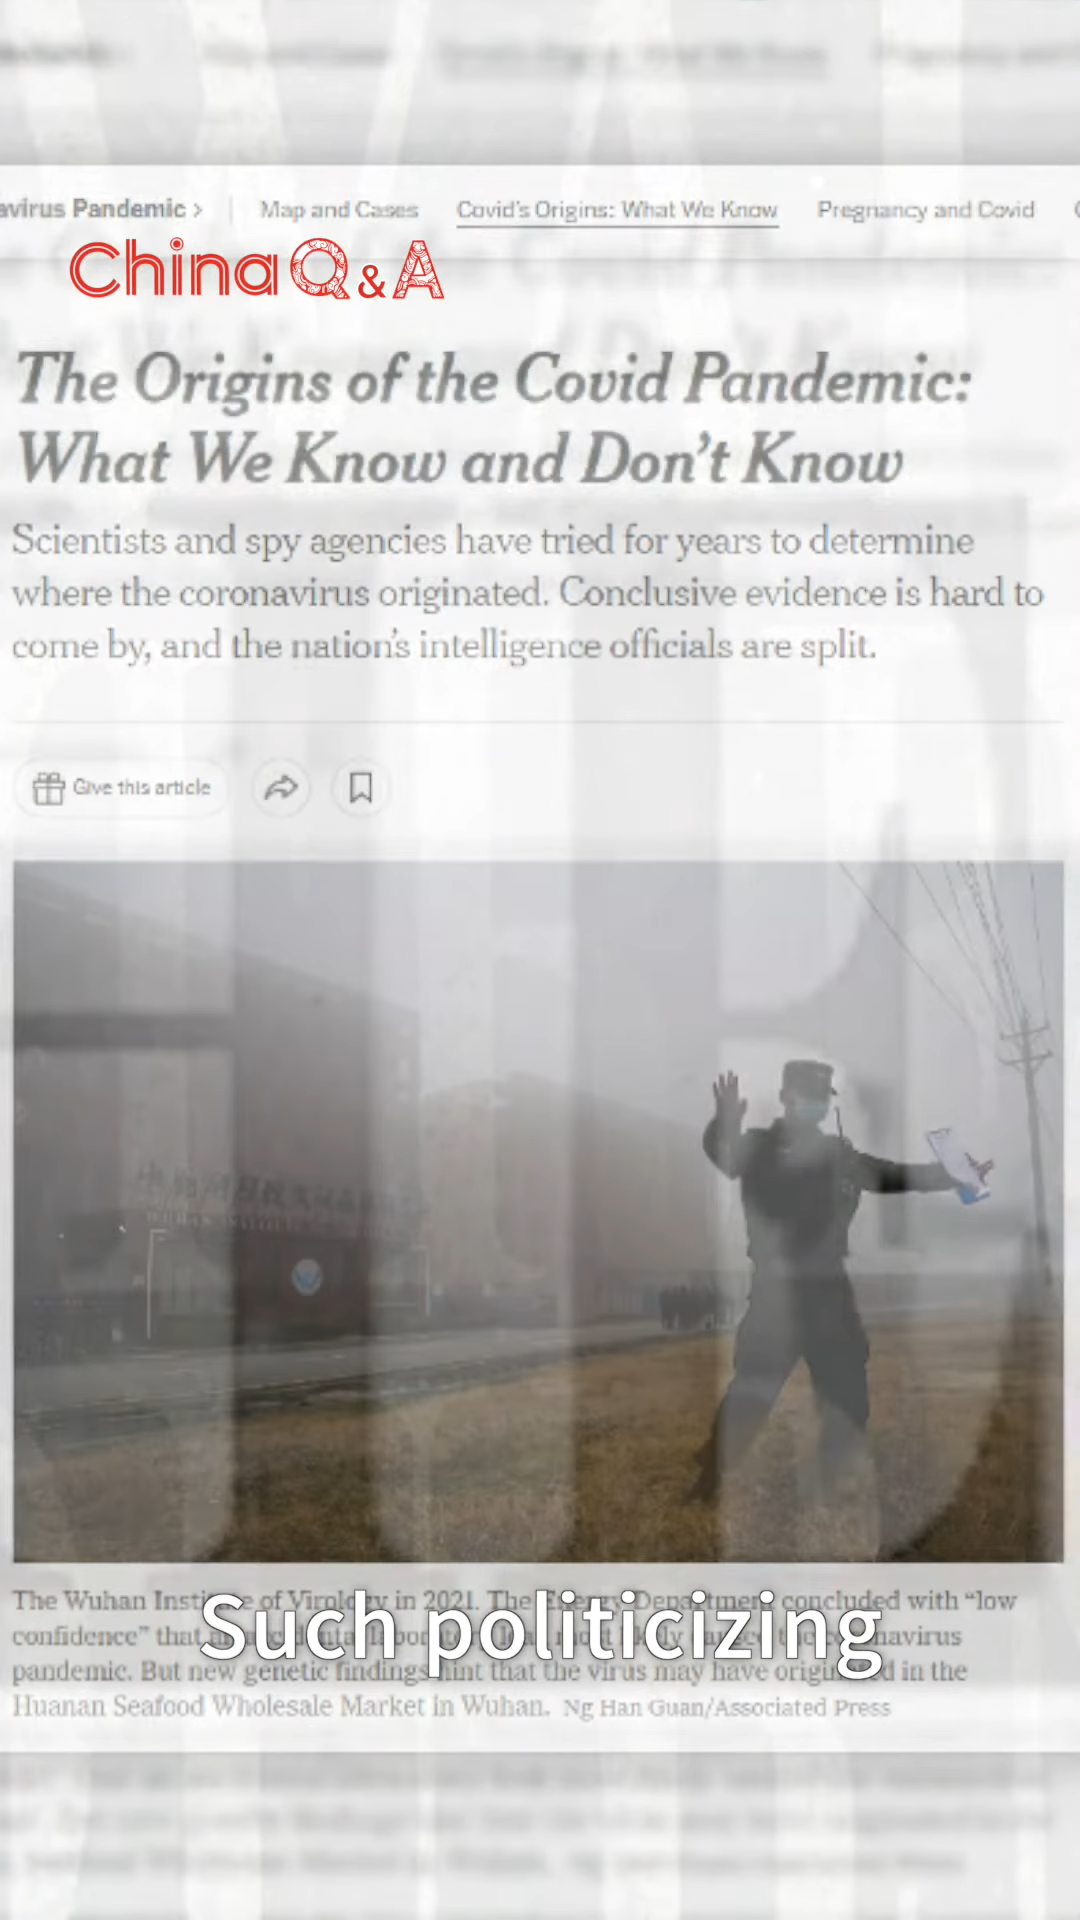 avirus Pandemic > Map and Cases Covid's Origins: What We Know Pregnancy and Covid
China Q&A
The Origins of the Covid Pandemic:
What We Know and Don't Know
Scientists and spy agencies have tried for years to determine
where the coronavirus originated. Conclusive evidence is hard to
come by, and the nation's intelligence officials are split.
Give this article
The Wuhan Institute of Virology in 2021. The Energy Department concluded with “low
confidence” that navirus
Such politicizing
pandemic. But new genetic findings hint that the virus may have originated in the
Huanan Seafood Wholesale Market in Wuhan. Ng Han Guan/Associated Press